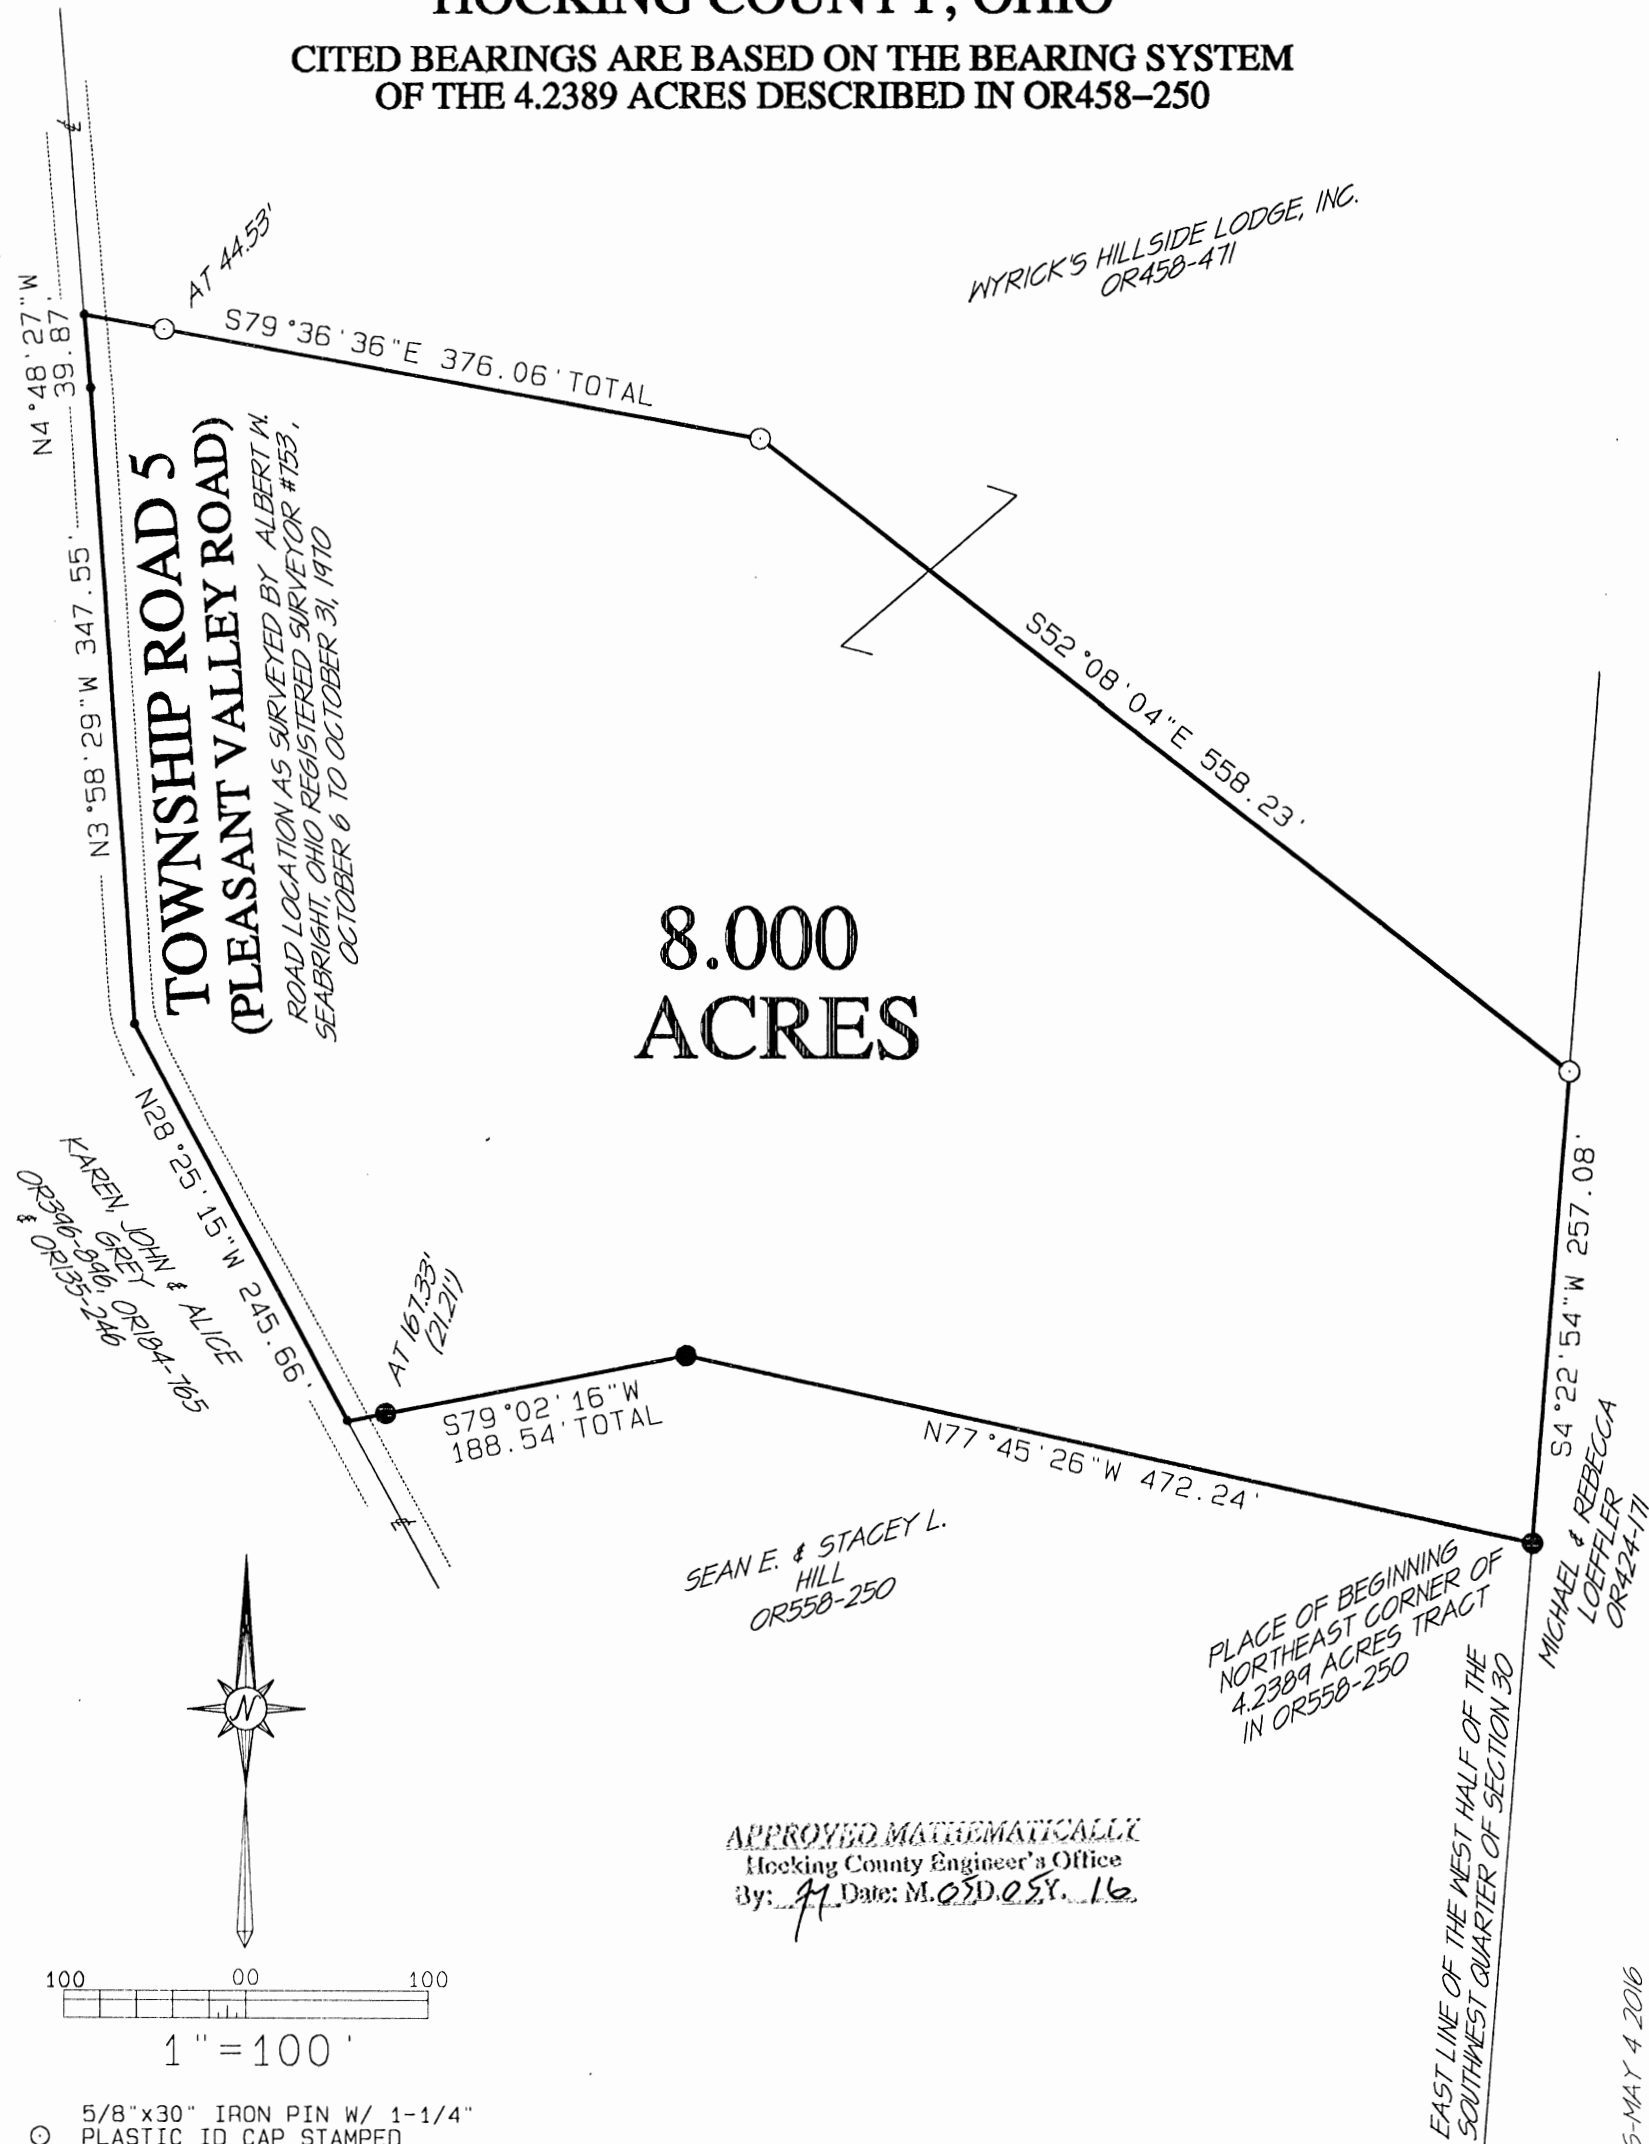 HOCKING COUNTY, OHIO
CITED BEARINGS ARE BASED ON THE BEARING SYSTEM
OF THE 4.2389 ACRES DESCRIBED IN OR458-250
WYRICK'S HILLSIDE LODGE, INC.
OR458-471
AT 44.53'
S79°36'36"E 376.06' TOTAL
N4°48'27"W
39.87'
N3°58'29"W 347.55'
TOWNSHIP ROAD 5
(PLEASANT VALLEY ROAD)
ROAD LOCATION AS SURVEYED BY ALBERT W.
SEABRIGHT, OHIO REGISTERED SURVEYOR #753,
OCTOBER 6 TO OCTOBER 31, 1970
S52°08'04"E 558.23'
8.000
ACRES
N28°25'15"W 245.66'
KAREN, JOHN & ALICE
GREY
OR396-896, OR184-765
& OR135-246
AT 167.33'
(21.21')
S79°02'16"W
188.54' TOTAL
N77°45'26"W 472.24'
S4°22'54"W 257.08'
MICHAEL & REBECCA
LOEFFLER
OR424-171
SEAN E. & STACEY L.
HILL
OR558-250
PLACE OF BEGINNING
NORTHEAST CORNER OF
4.2389 ACRES TRACT
IN OR558-250
EAST LINE OF THE WEST HALF OF THE
SOUTHWEST QUARTER OF SECTION 30
N
APPROVED MATHEMATICALLY
Hocking County Engineer's Office
By: Date: M.05D.05Y. 16
100 00 100
1"=100'
5/8"x30" IRON PIN W/ 1-1/4"
PLASTIC ID CAP STAMPED
-MAY 4 2016